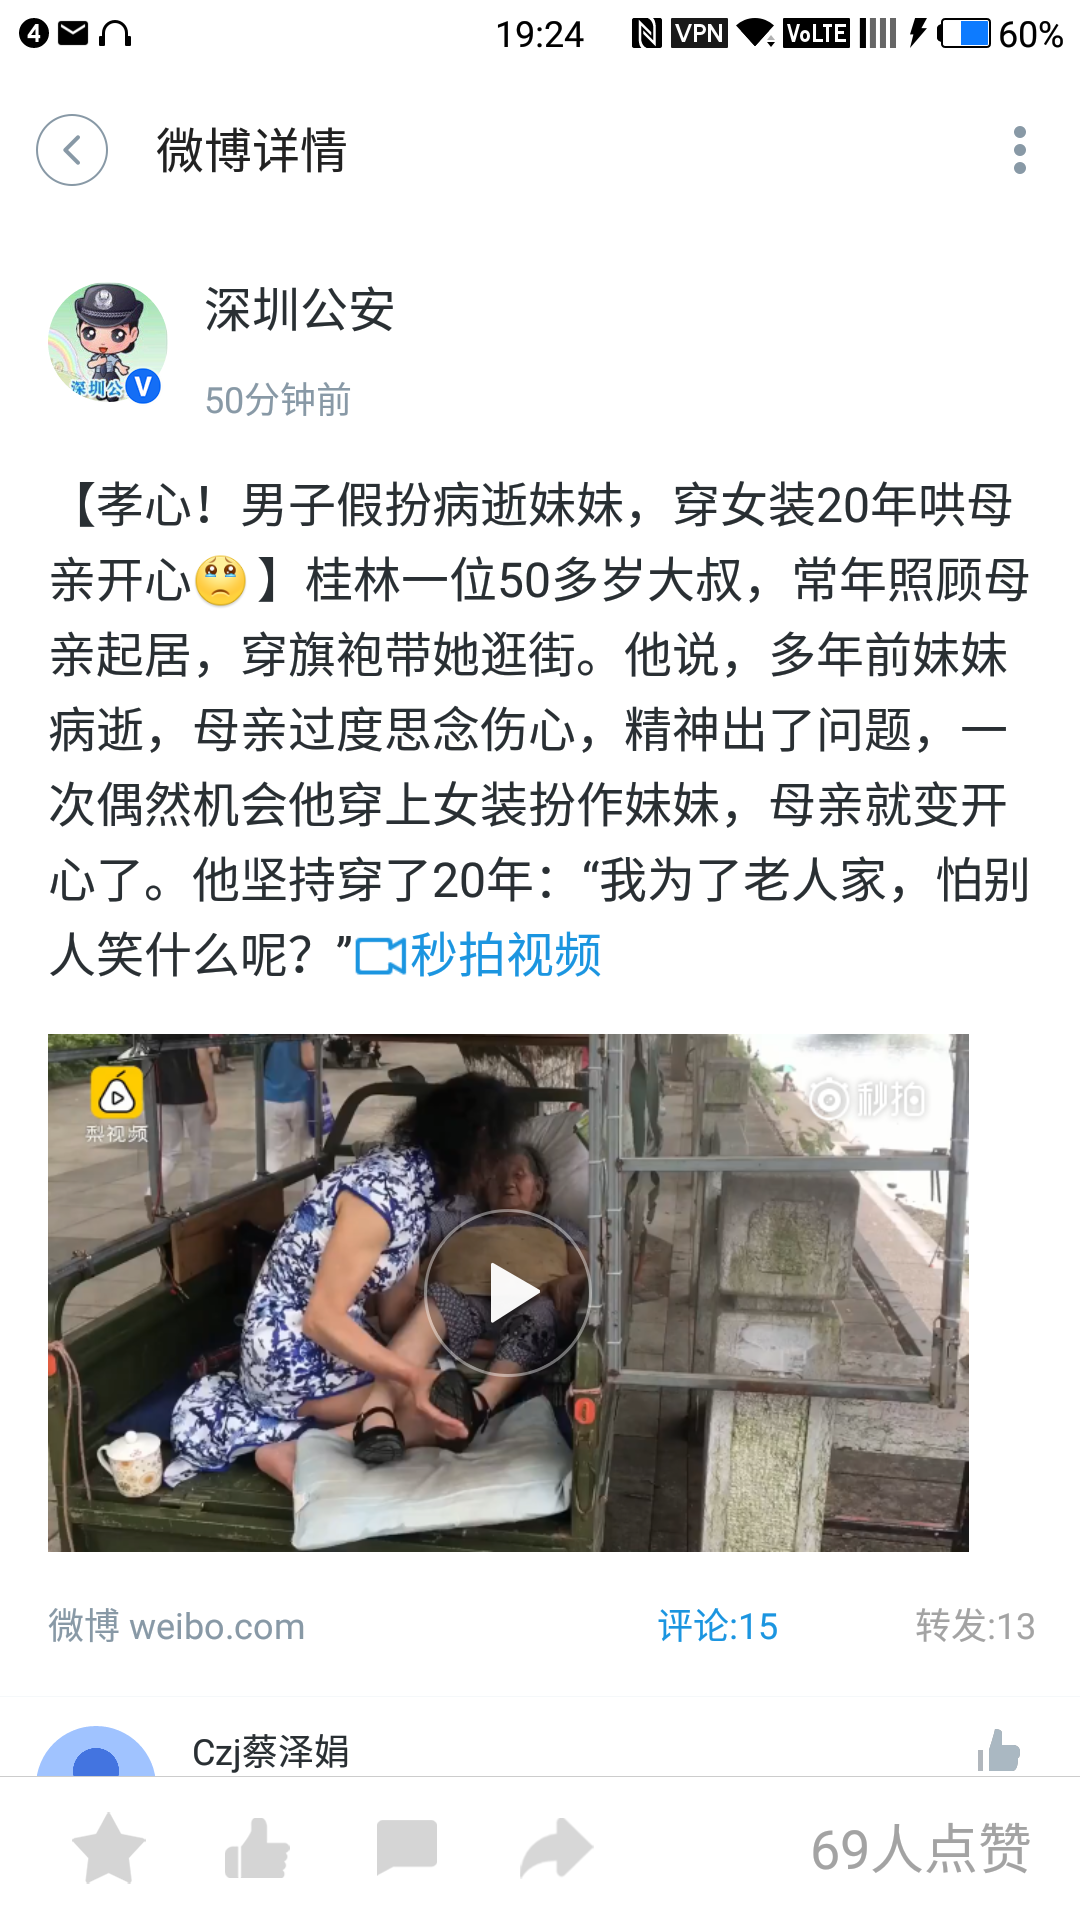 4 19:24 VPN VoLTE 60%
微博详情
深圳公安
深圳公 V
50分钟前
【孝心！男子假扮病逝妹妹，穿女装20年哄母
亲开心🥺】桂林一位50多岁大叔，常年照顾母
亲起居，穿旗袍带她逛街。他说，多年前妹妹
病逝，母亲过度思念伤心，精神出了问题，一
次偶然机会他穿上女装扮作妹妹，母亲就变开
心了。他坚持穿了20年：“我为了老人家，怕别
人笑什么呢？”秒拍视频
梨视频
秒拍
微博 weibo.com 评论:15 转发:13
Czj蔡泽娟
69人点赞